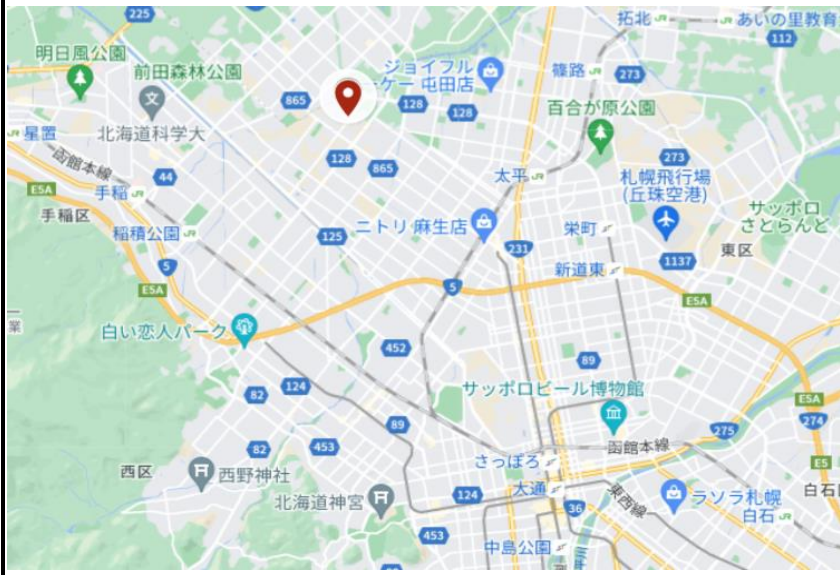 225
拓北
あいの里教育
112
明日風公園
前田森林公園
ジョイフル
ーケー 屯田店
篠路
273
865
128
128
百合が原公園
星置
北海道科学大
函館本線
128
865
273
44
太平
札幌飛行場
(丘珠空港)
E5A
手稲
手稲区
サッポロ
さとらんど
稲積公園
125
ニトリ 麻生店
231
栄町
東区
5
新道東
1137
E5A
5
E5A
業
白い恋人パーク
452
89
82
124
サッポロビール博物館
E5A
89
275
274
82
453
函館本線
さっぽろ
E5
西区
西野神社
北海道神宮
124
大通
36
東西線
ラソラ札幌
白石
白石
453
中島公園
平川